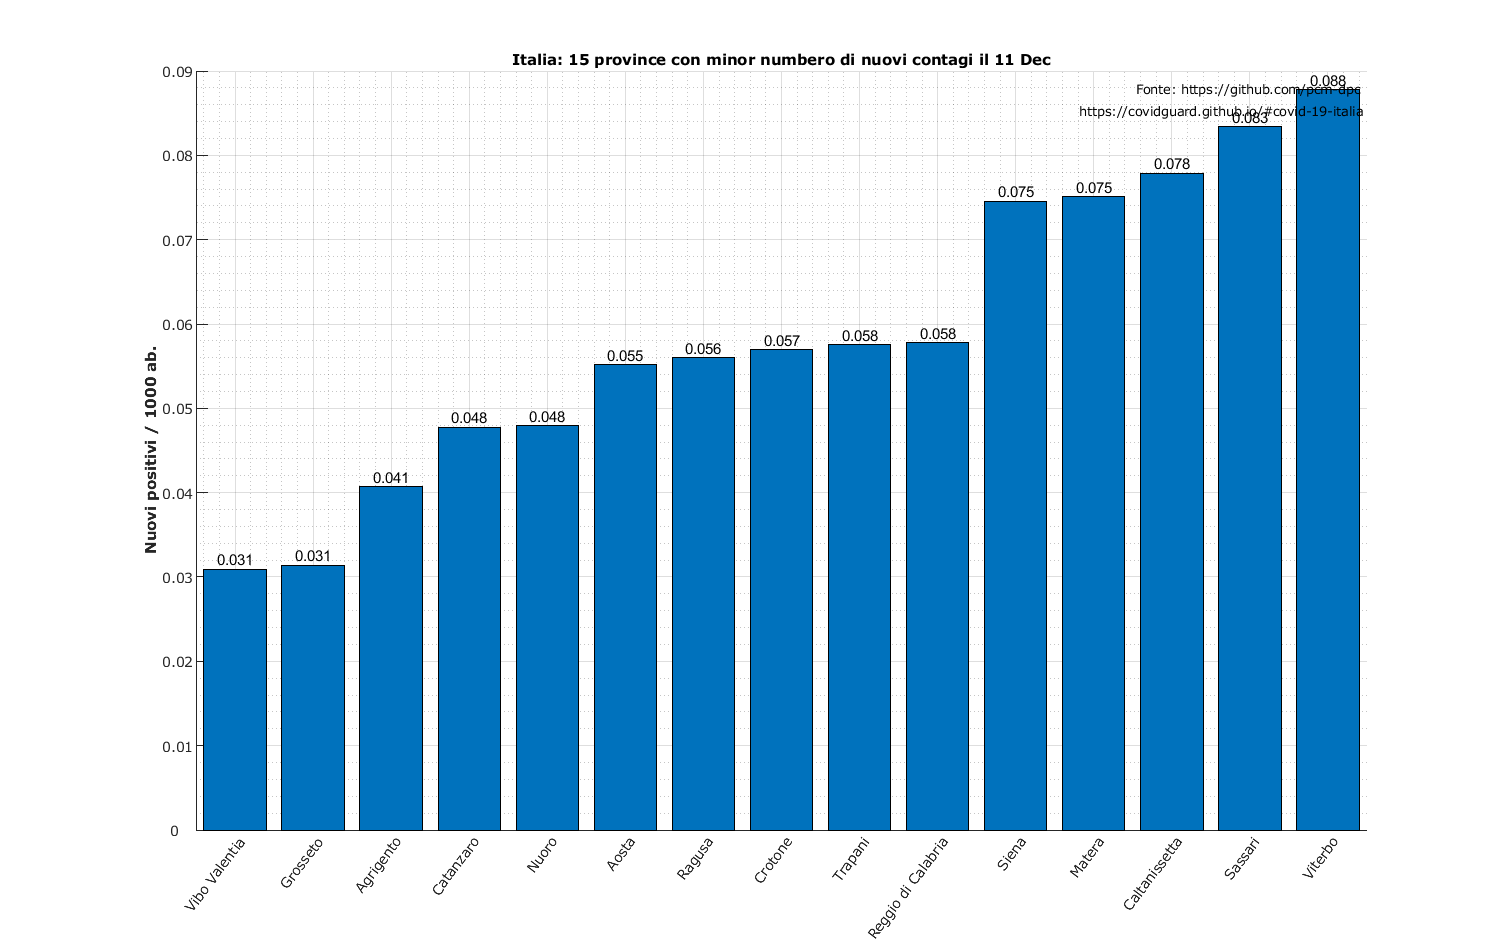 Italia: 15 province con minor numbero di nuovi contagi il 11 Dec
Fonte: https://github.com/pcm-dpc
https://covidguard.github.io/#covid-19-italia
Nuovi positivi / 1000 ab.
0.09
0.08
0.07
0.06
0.05
0.04
0.03
0.02
0.01
0
0.031
0.031
0.041
0.048
0.048
0.055
0.056
0.057
0.058
0.058
0.075
0.075
0.078
0.083
0.088
Vibo Valentia
Grosseto
Agrigento
Catanzaro
Nuoro
Aosta
Ragusa
Crotone
Trapani
Reggio di Calabria
Siena
Matera
Caltanissetta
Sassari
Viterbo